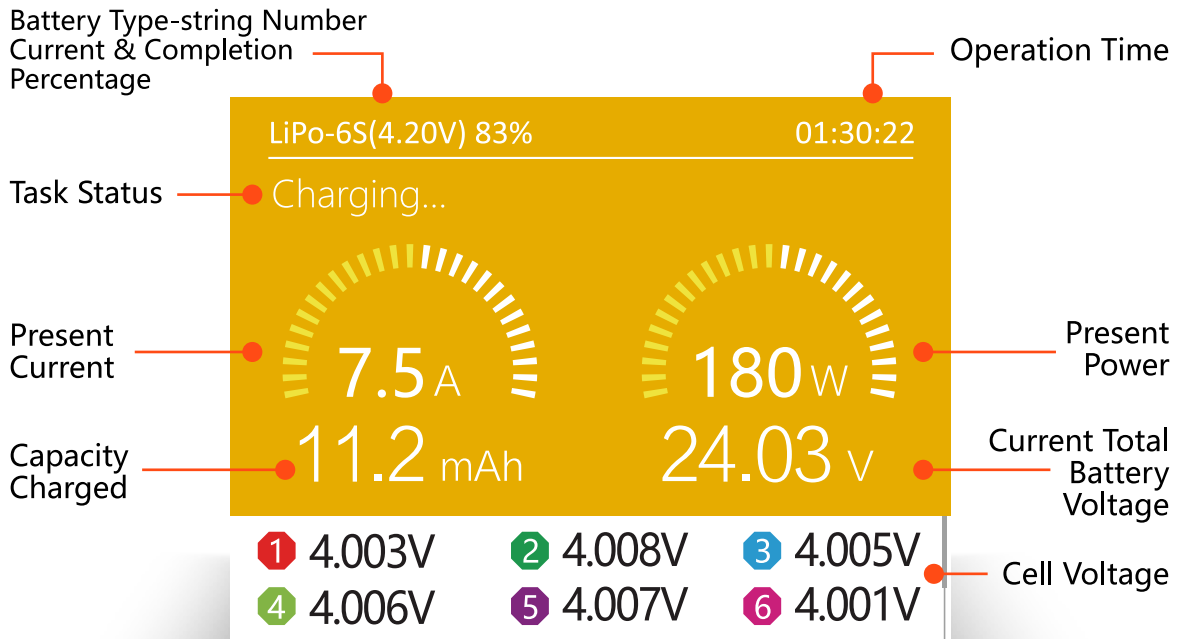 Battery Type-string Number
Current & Completion
Percentage
Operation Time
LiPo-6S(4.20V) 83%
01:30:22
Task Status
Charging...
Present
Current
7.5 A
180 W
Present
Power
Capacity
Charged
11.2 mAh
24.03 V
Current Total
Battery
Voltage
1 4.003V
2 4.008V
3 4.005V
Cell Voltage
4 4.006V
5 4.007V
6 4.001V